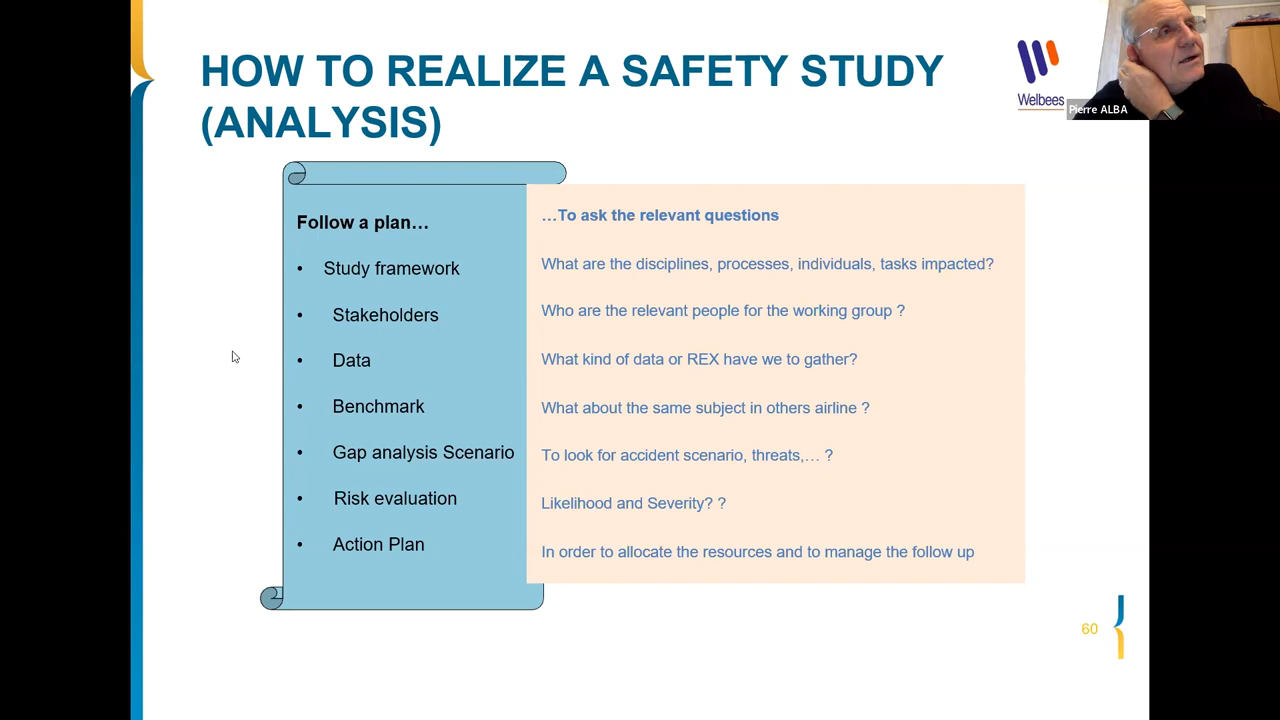 HOW TO REALIZE A SAFETY STUDY
(ANALYSIS)
Welbees
Pierre ALBA
Follow a plan…
• Study framework
• Stakeholders
• Data
• Benchmark
• Gap analysis Scenario
• Risk evaluation
• Action Plan
…To ask the relevant questions
What are the disciplines, processes, individuals, tasks impacted?
Who are the relevant people for the working group ?
What kind of data or REX have we to gather?
What about the same subject in others airline ?
To look for accident scenario, threats,… ?
Likelihood and Severity? ?
In order to allocate the resources and to manage the follow up
60